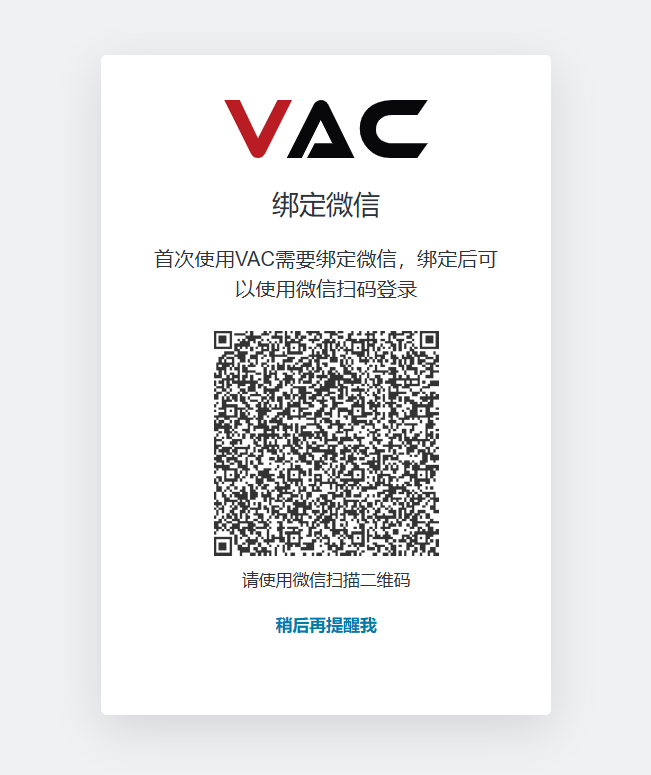 VAC
绑定微信
首次使用VAC需要绑定微信，绑定后可
以使用微信扫码登录
请使用微信扫描二维码
稍后再提醒我